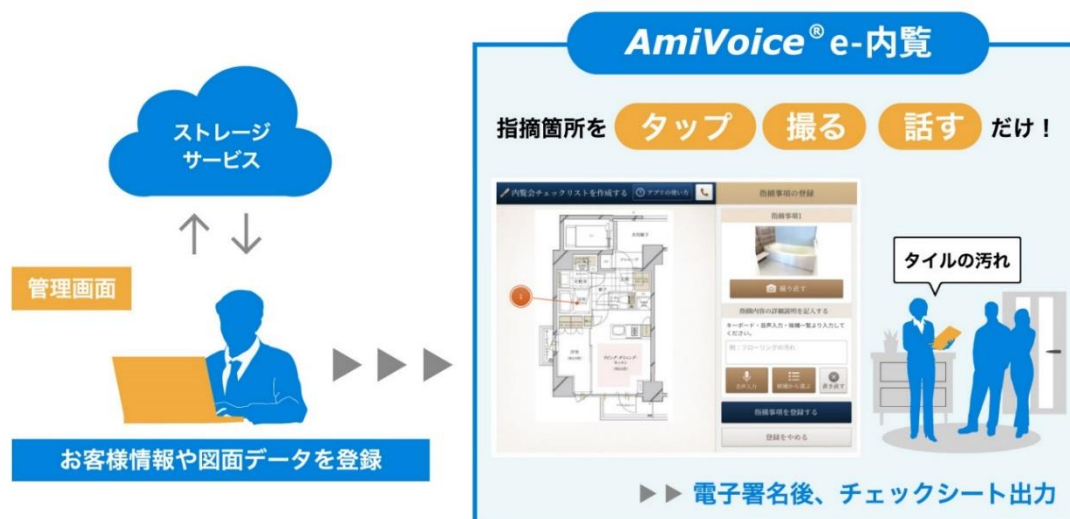 ストレージ
サービス
管理画面
お客様情報や図面データを登録
AmiVoice® e-内覧
指摘箇所を タップ 撮る 話す だけ！
内覧会チェックリストを作成する
アプリの使い方
指摘事項の登録
指摘事項1
撮り直す
指摘内容の詳細説明を記入する
キーボード・音声入力・候補一覧より入力して
ください。
例：フローリングの汚れ
音声入力
候補から選ぶ
書き直す
指摘事項を登録する
登録をやめる
1
タイルの汚れ
電子署名後、チェックシート出力